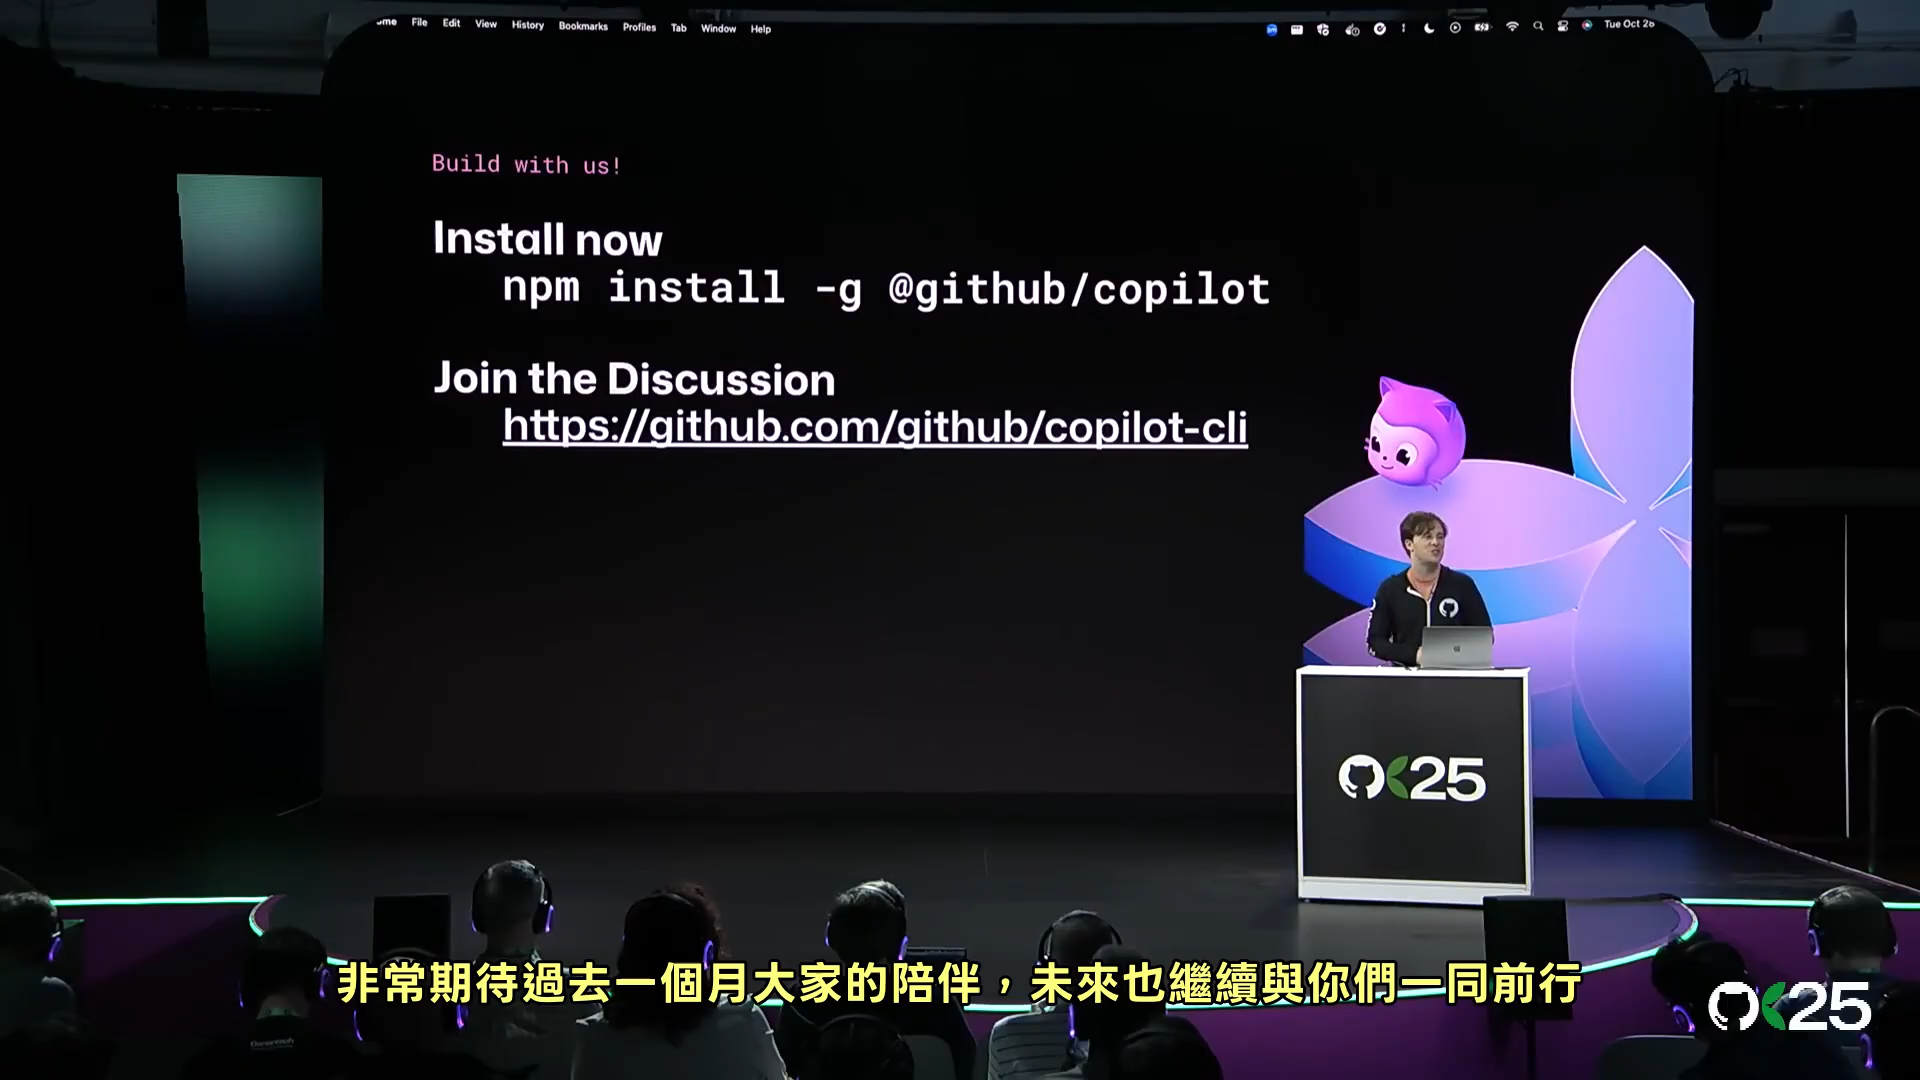 File Edit View History Bookmarks Profiles Tab Window Help
Tue Oct 28
Build with us!
Install now
npm install -g @github/copilot
Join the Discussion
https://github.com/github/copilot-cli
25
非常期待過去一個月大家的陪伴，未來也繼續與你們一同前行
25